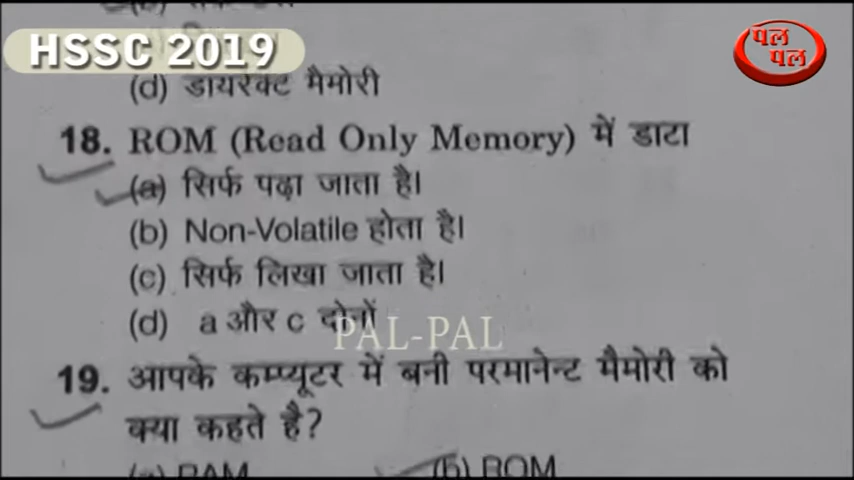 HSSC 2019
पल
पल
(d) डायरेक्ट मैमोरी
18. ROM (Read Only Memory) में डाटा
(a) सिर्फ पढ़ा जाता है।
(b) Non-Volatile होता है।
(c) सिर्फ लिखा जाता है।
(d) a और c दोनों
PAL-PAL
19. आपके कम्प्यूटर में बनी परमानेन्ट मैमोरी को
क्या कहते है?
(a) RAM (b) ROM